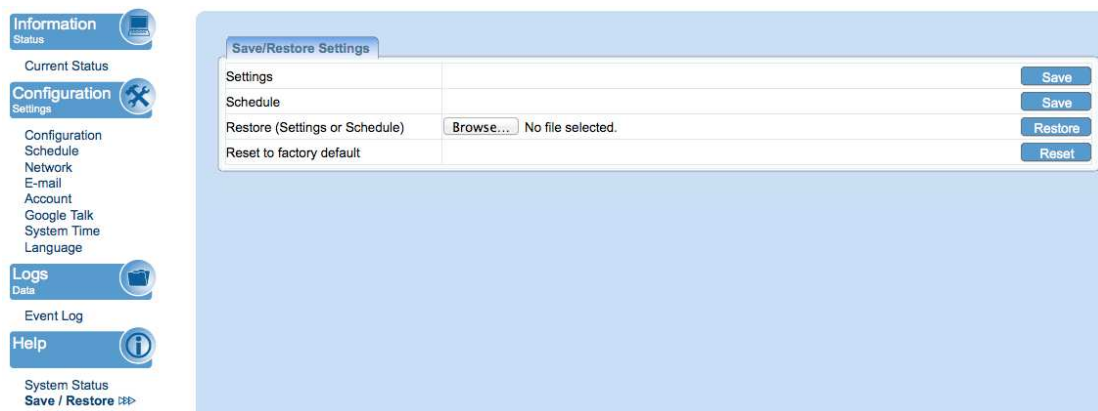 Information
Status
Current Status
Configuration
Settings
Configuration
Schedule
Network
E-mail
Account
Google Talk
System Time
Language
Logs
Data
Event Log
Help
System Status
Save / Restore
Save/Restore Settings
Settings Save
Schedule Save
Restore (Settings or Schedule) Browse... No file selected. Restore
Reset to factory default Reset